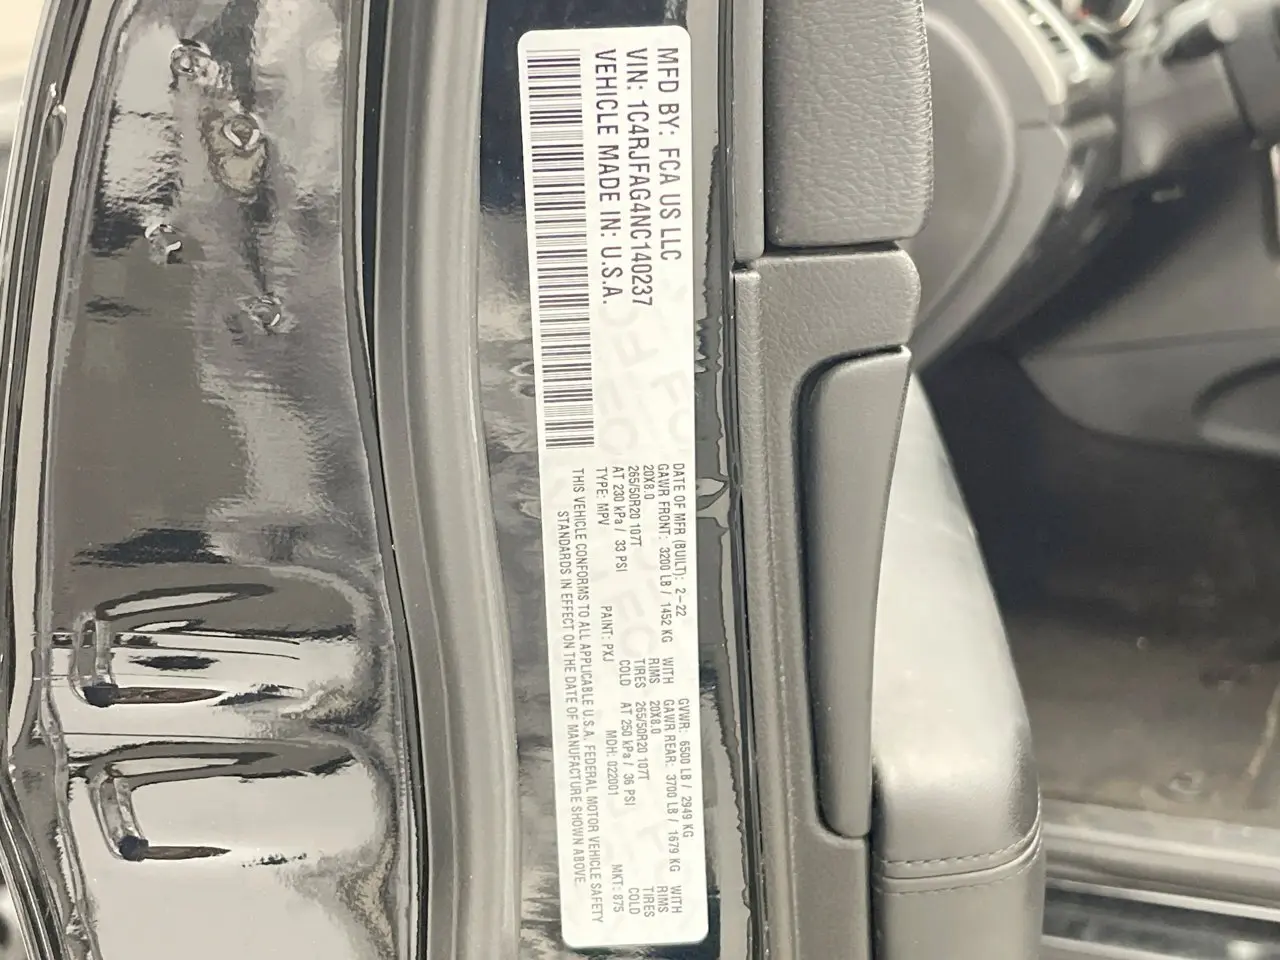 MFD BY: FCA US LLC
VIN: 1C4RJFAG4NC140237
VEHICLE MADE IN: U.S.A.
DATE OF MFR (BUILT): 2-22 GVWR: 6500 LB / 2949 KG
GAWR FRONT: 3200 LB / 1452 KG WITH GAWR REAR: 3700 LB / 1679 KG WITH
20X8.0 RIMS 20X8.0 RIMS
265/50R20 107T TIRES 265/50R20 107T TIRES
AT 230 kPa / 33 PSI COLD AT 250 kPa / 36 PSI COLD
TYPE: MPV PAINT: PXJ MDH: 022001 MKT: 875
THIS VEHICLE CONFORMS TO ALL APPLICABLE U.S.A. FEDERAL MOTOR VEHICLE SAFETY
STANDARDS IN EFFECT ON THE DATE OF MANUFACTURE SHOWN ABOVE.